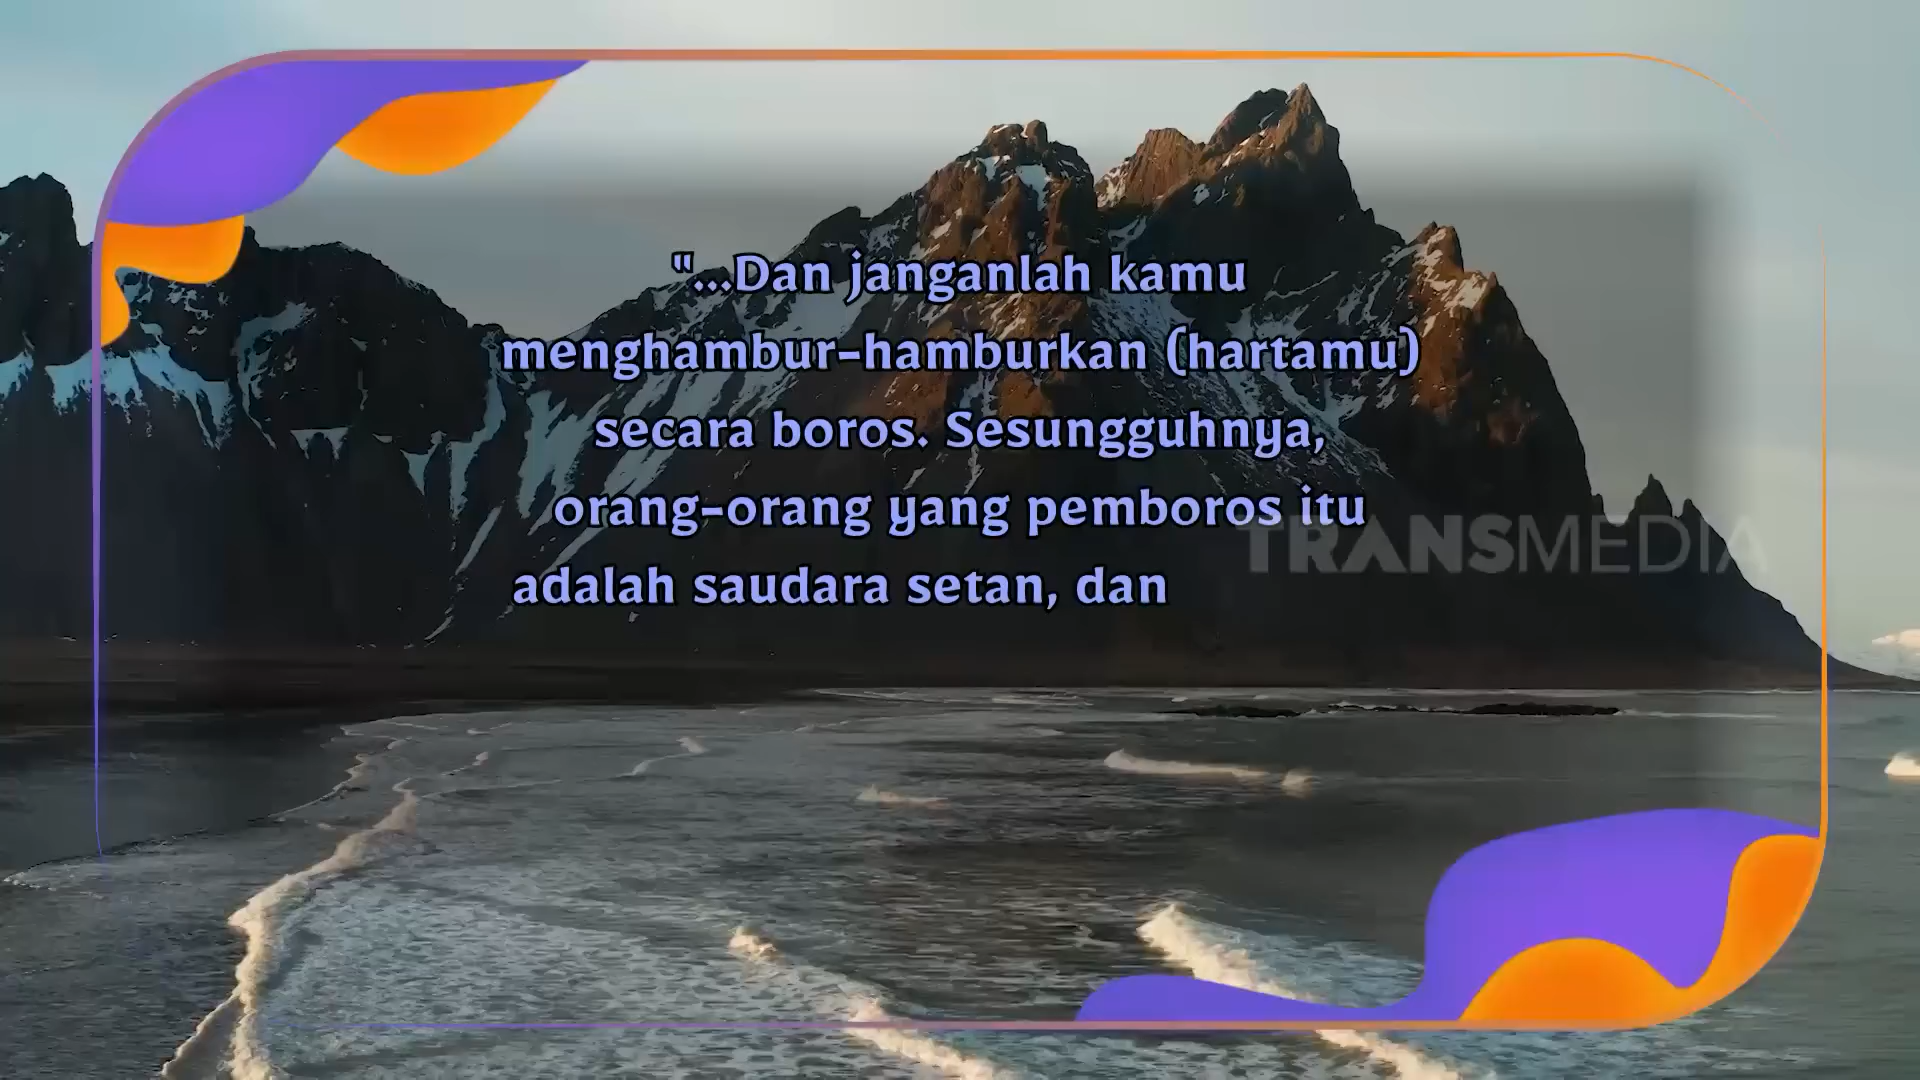 "...Dan janganlah kamu
menghambur-hamburkan (hartamu)
secara boros. Sesungguhnya,
orang-orang yang pemboros itu
adalah saudara setan, dan
TRANSMEDIA